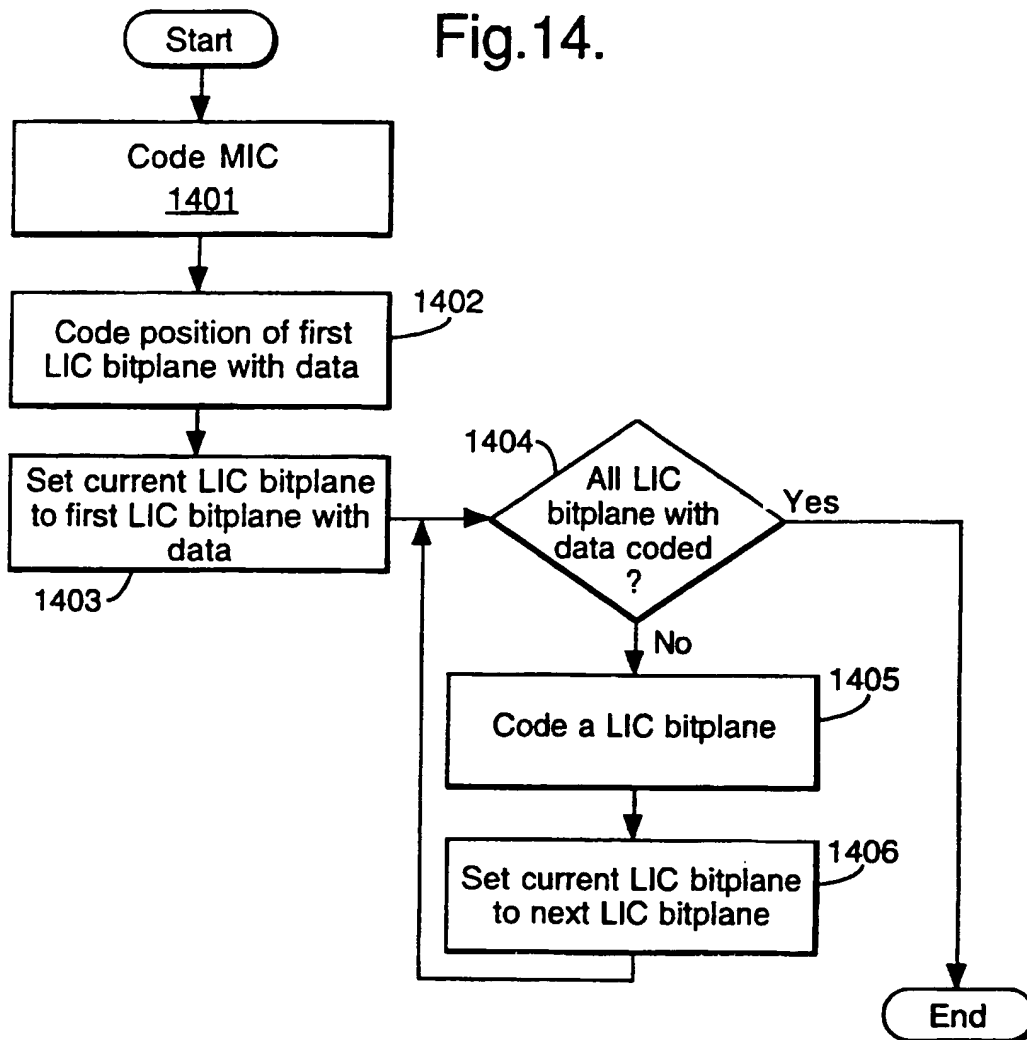 Fig.14.
Start
Code MIC
1401
1402
Code position of first
LIC bitplane with data
Set current LIC bitplane
to first LIC bitplane with
data
1403
1404
All LIC
bitplane with
data coded
?
Yes
No
1405
Code a LIC bitplane
1406
Set current LIC bitplane
to next LIC bitplane
End